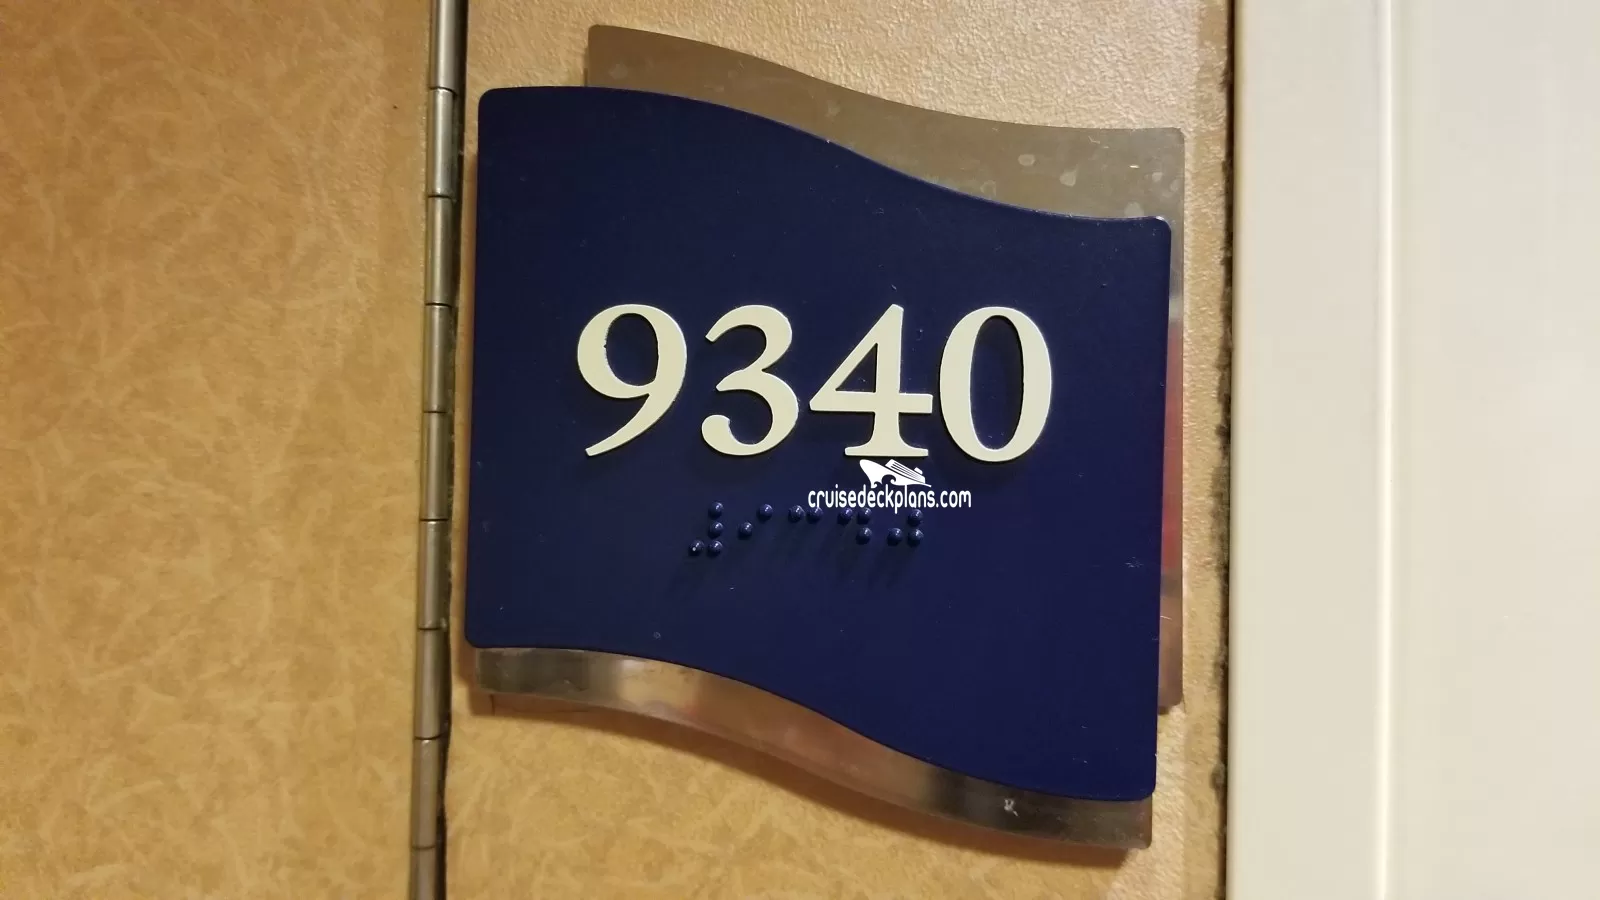 9340
cruisedeckplans.com
⠼⠊⠉⠙⠚